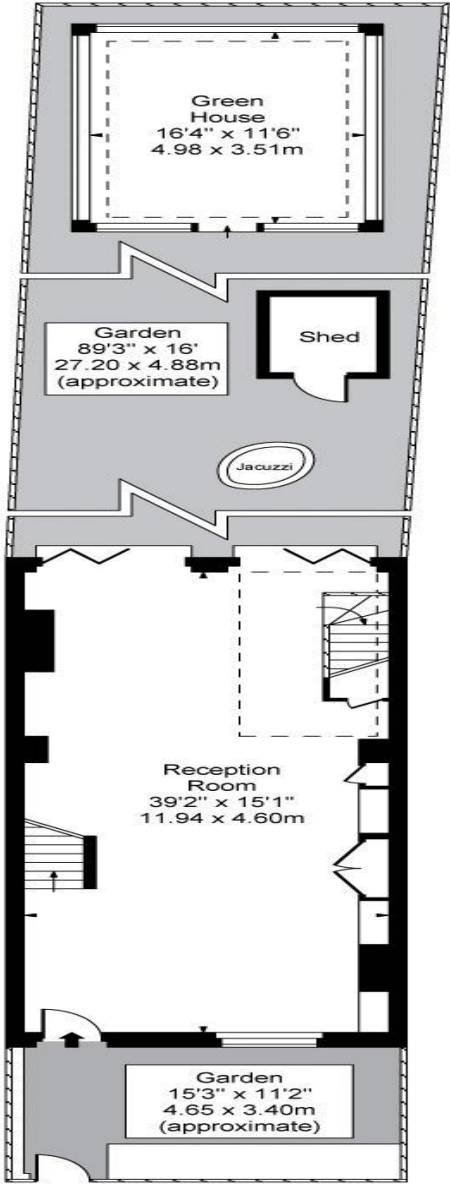 Green
House
16'4" x 11'6"
4.98 x 3.51m
Garden
89'3" x 16'
27.20 x 4.88m
(approximate)
Shed
Jacuzzi
Reception
Room
39'2" x 15'1"
11.94 x 4.60m
Garden
15'3" x 11'2"
4.65 x 3.40m
(approximate)